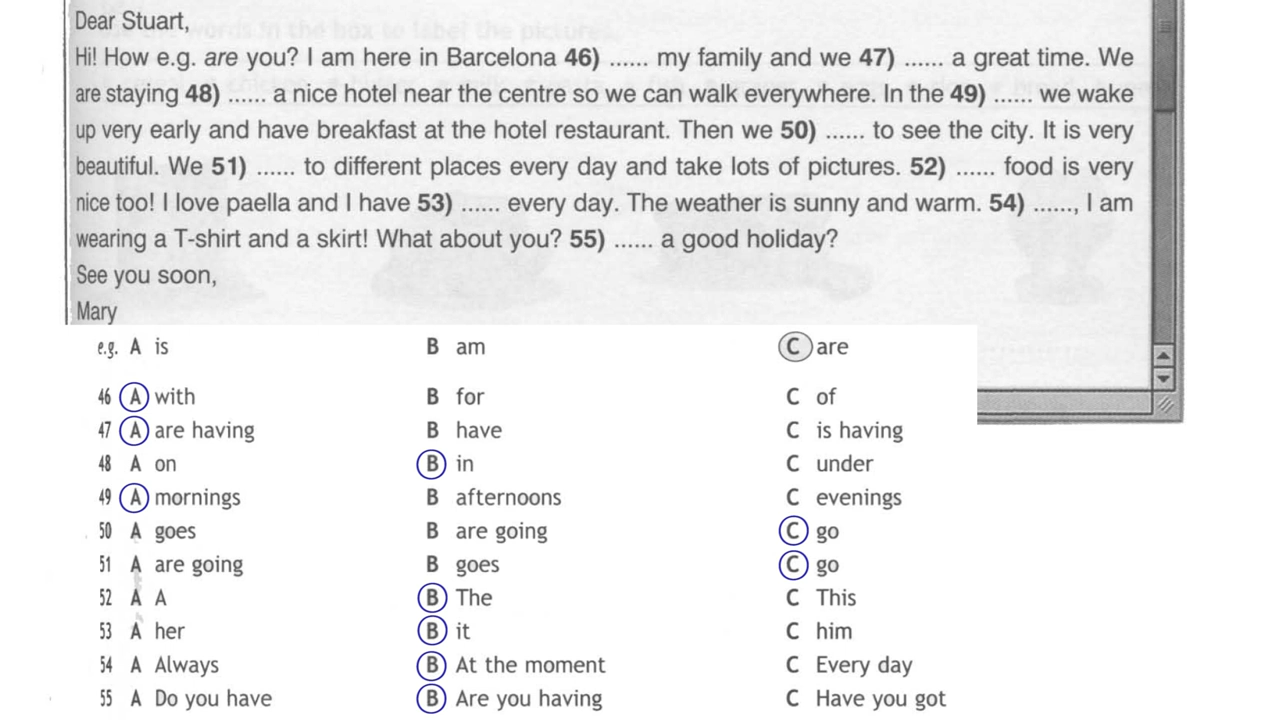 Dear Stuart,
Hi! How e.g. are you? I am here in Barcelona 46) ...... my family and we 47) ...... a great time. We
are staying 48) ...... a nice hotel near the centre so we can walk everywhere. In the 49) ...... we wake
up very early and have breakfast at the hotel restaurant. Then we 50) ...... to see the city. It is very
beautiful. We 51) ...... to different places every day and take lots of pictures. 52) ...... food is very
nice too! I love paella and I have 53) ...... every day. The weather is sunny and warm. 54) ......, I am
wearing a T-shirt and a skirt! What about you? 55) ...... a good holiday?
See you soon,
Mary
e.g. A is B am C are
46 A with B for C of
47 A are having B have C is having
48 A on B in C under
49 A mornings B afternoons C evenings
50 A goes B are going C go
51 A are going B goes C go
52 A A B The C This
53 A her B it C him
54 A Always B At the moment C Every day
55 A Do you have B Are you having C Have you got